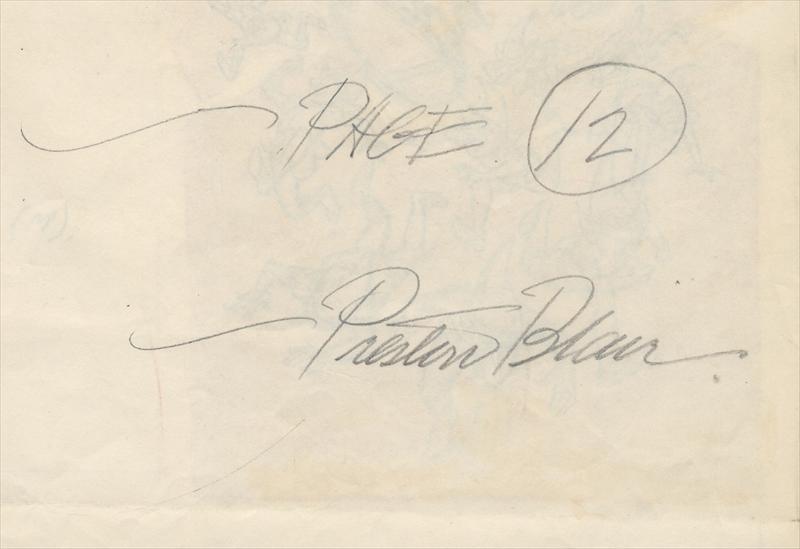 PAGE 12
Preston Blair